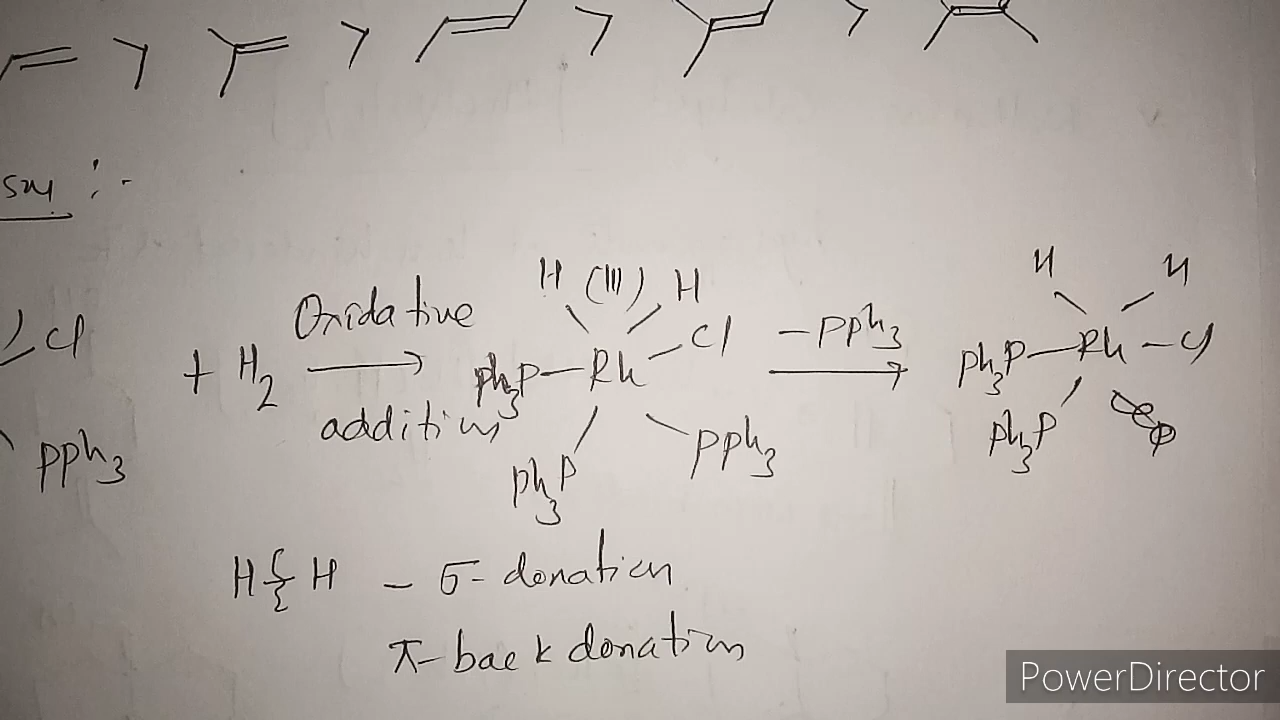 > > > >
sm :-
Cl + H2 Oxidative addition PPh3
H (III) H
Ph3P-Rh-Cl
Ph3P PPh3
-PPh3
H H
Ph3P-Rh-Cl
Ph3P
H H - σ-donation
π-back donation
PowerDirector